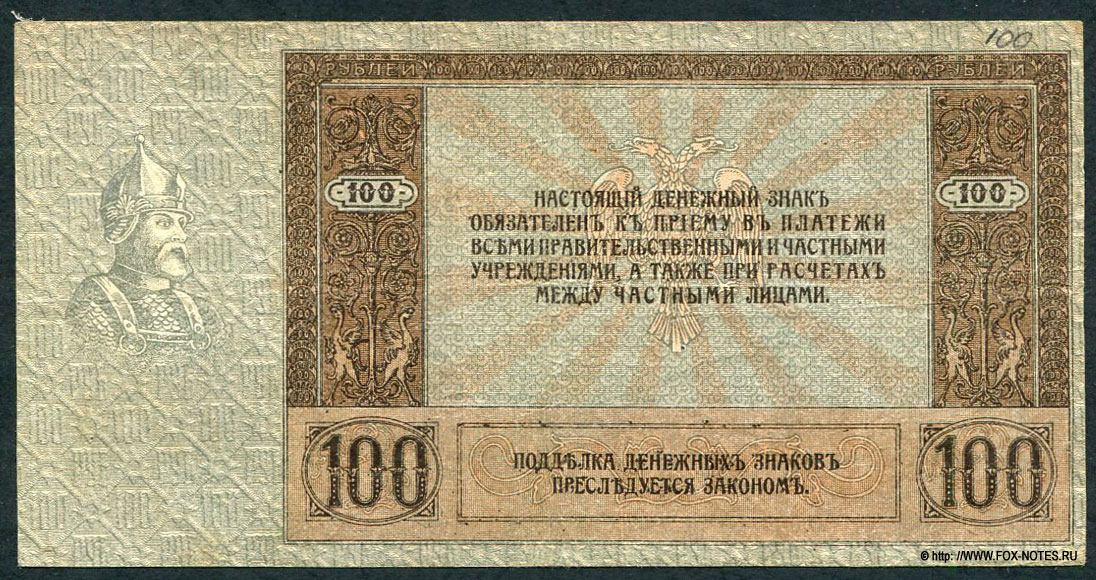 100
РУБЛЕЙ РУБЛЕЙ
100 100
НАСТОЯЩІЙ ДЕНЕЖНЫЙ ЗНАКЪ
ОБЯЗАТЕЛЕНЪ КЪ ПРІЕМУ ВЪ ПЛАТЕЖИ
ВСѢМИ ПРАВИТЕЛЬСТВЕННЫМИ И ЧАСТНЫМИ
УЧРЕЖДЕНІЯМИ, А ТАКЖЕ ПРИ РАСЧЕТАХЪ
МЕЖДУ ЧАСТНЫМИ ЛИЦАМИ.
100 100
ПОДДѢЛКА ДЕНЕЖНЫХЪ ЗНАКОВЪ
ПРЕСЛѢДУЕТСЯ ЗАКОНОМЪ.
© http: //WWW.FOX-NOTES.RU